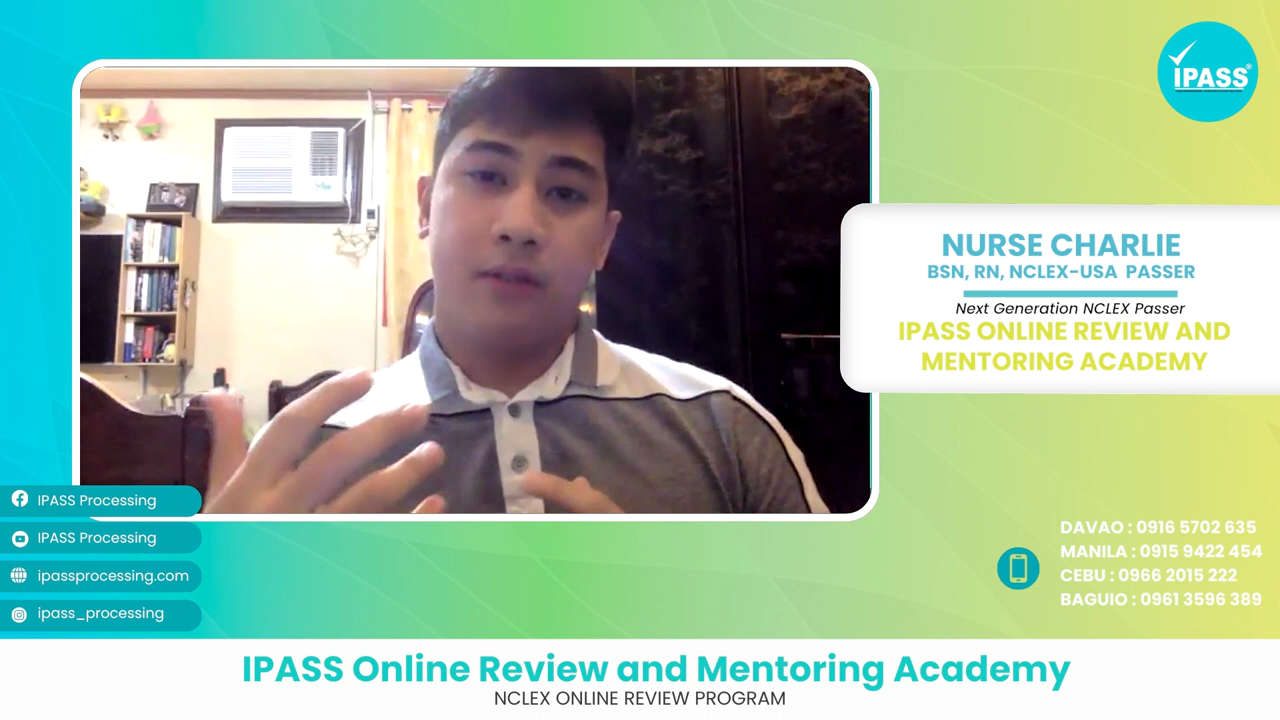 IPASS®
NURSE CHARLIE
BSN, RN, NCLEX-USA PASSER
Next Generation NCLEX Passer
IPASS ONLINE REVIEW AND
MENTORING ACADEMY
IPASS Processing
IPASS Processing
ipassprocessing.com
ipass_processing
DAVAO : 0916 5702 635
MANILA : 0915 9422 454
CEBU : 0966 2015 222
BAGUIO : 0961 3596 389
IPASS Online Review and Mentoring Academy
NCLEX ONLINE REVIEW PROGRAM